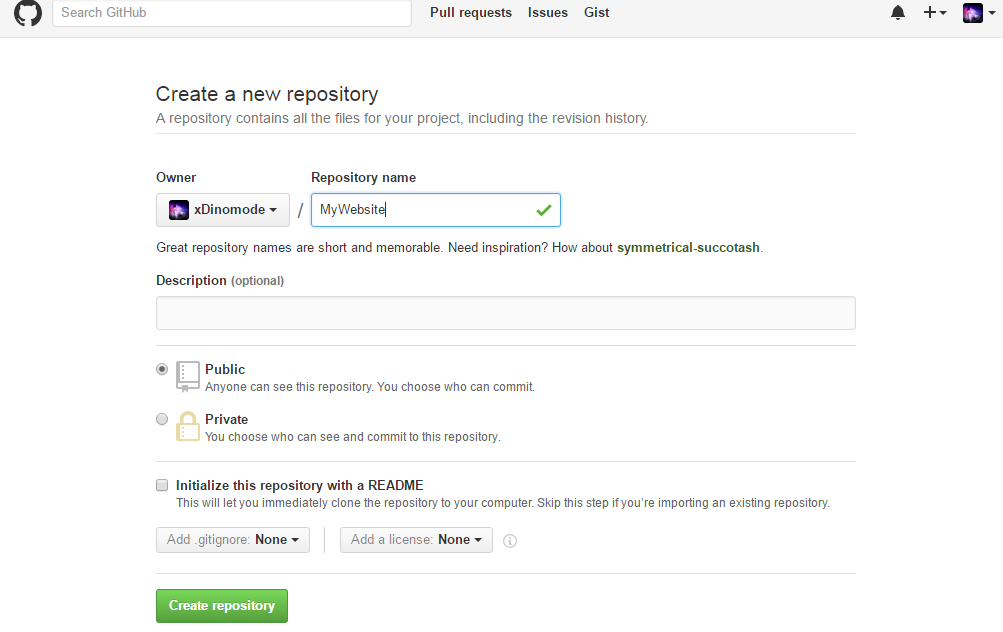 Search GitHub Pull requests Issues Gist
Create a new repository
A repository contains all the files for your project, including the revision history.
Owner Repository name
xDinomode / MyWebsite
Great repository names are short and memorable. Need inspiration? How about symmetrical-succotash.
Description (optional)
Public
Anyone can see this repository. You choose who can commit.
Private
You choose who can see and commit to this repository.
Initialize this repository with a README
This will let you immediately clone the repository to your computer. Skip this step if you’re importing an existing repository.
Add .gitignore: None Add a license: None
Create repository